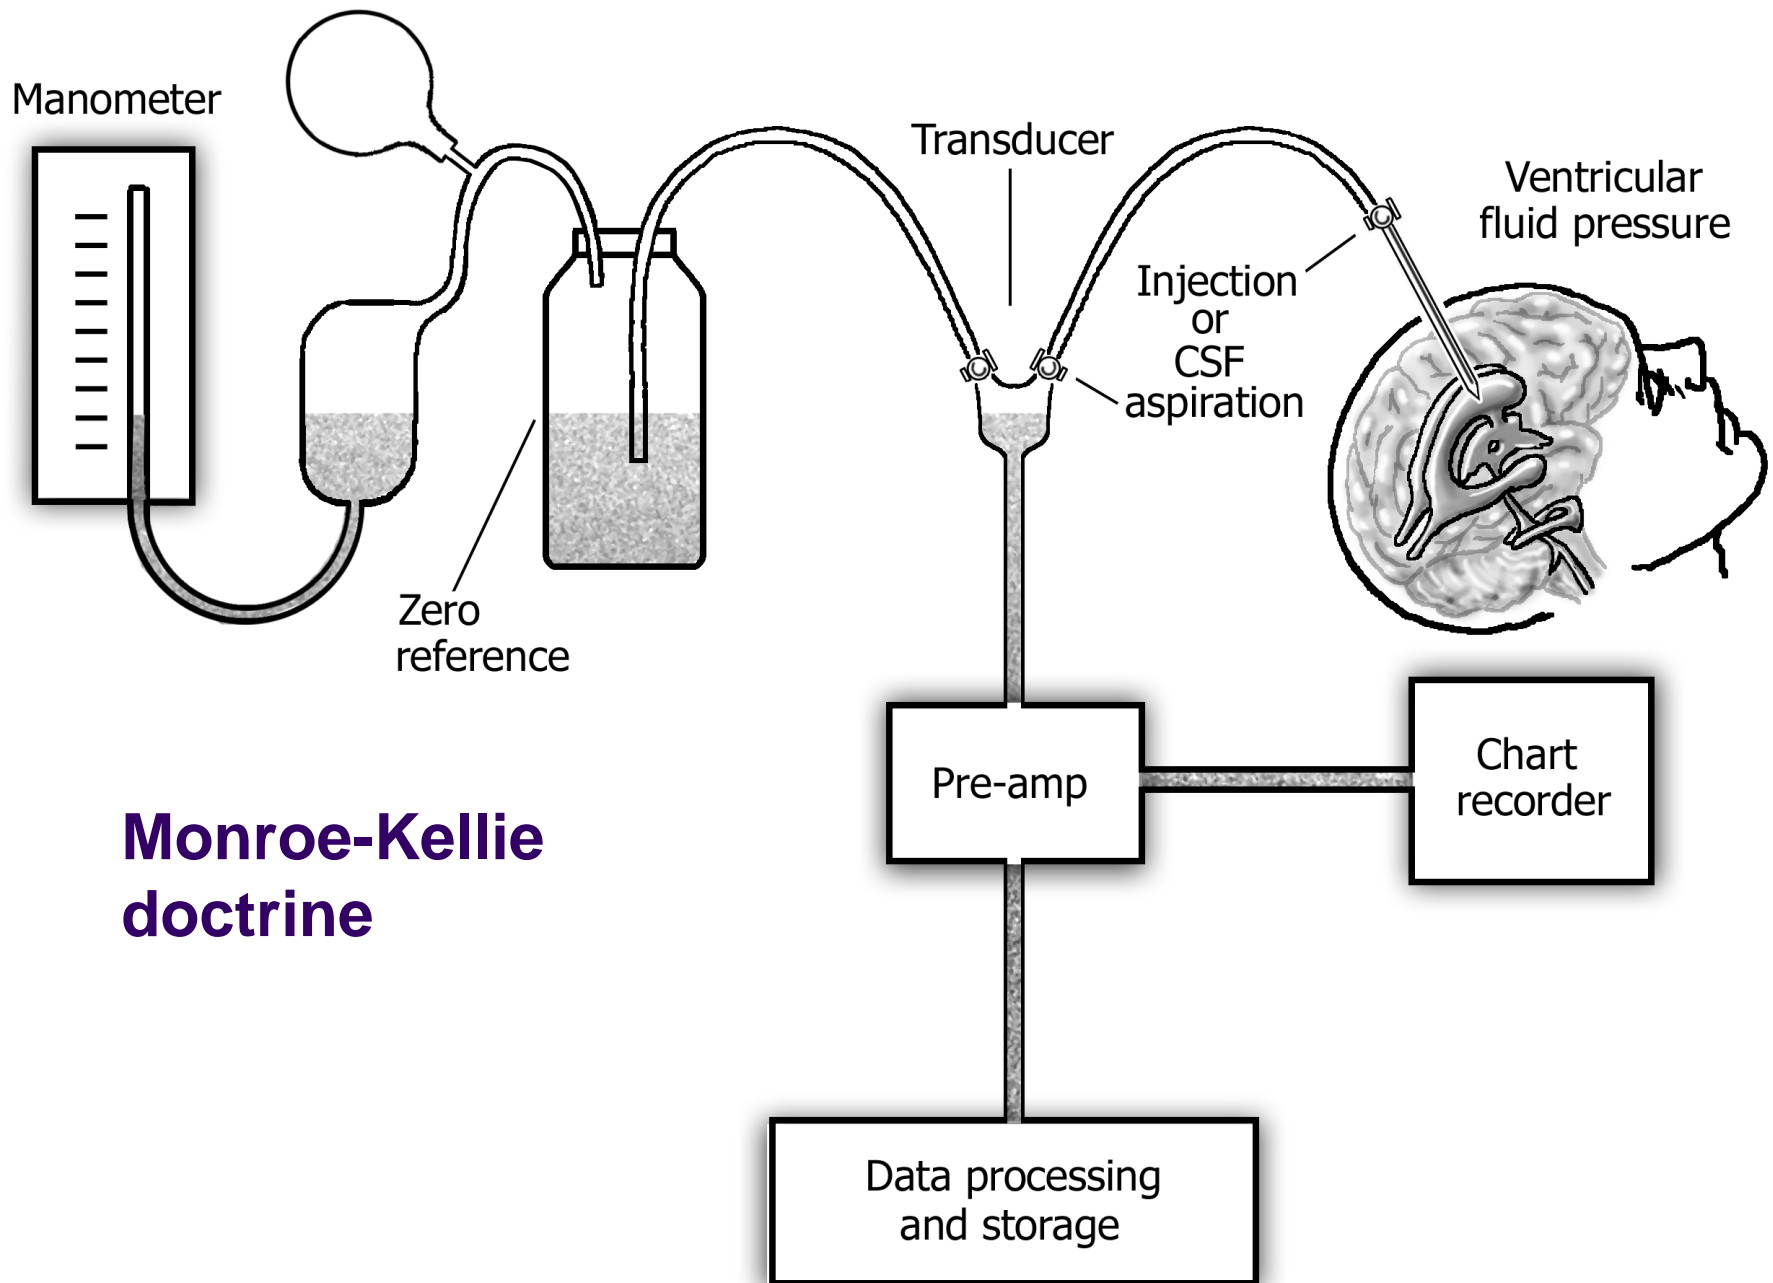 Manometer
Transducer
Ventricular
fluid pressure
Injection
or
CSF
aspiration
Zero
reference
Pre-amp
Chart
recorder
Monroe-Kellie
doctrine
Data processing
and storage